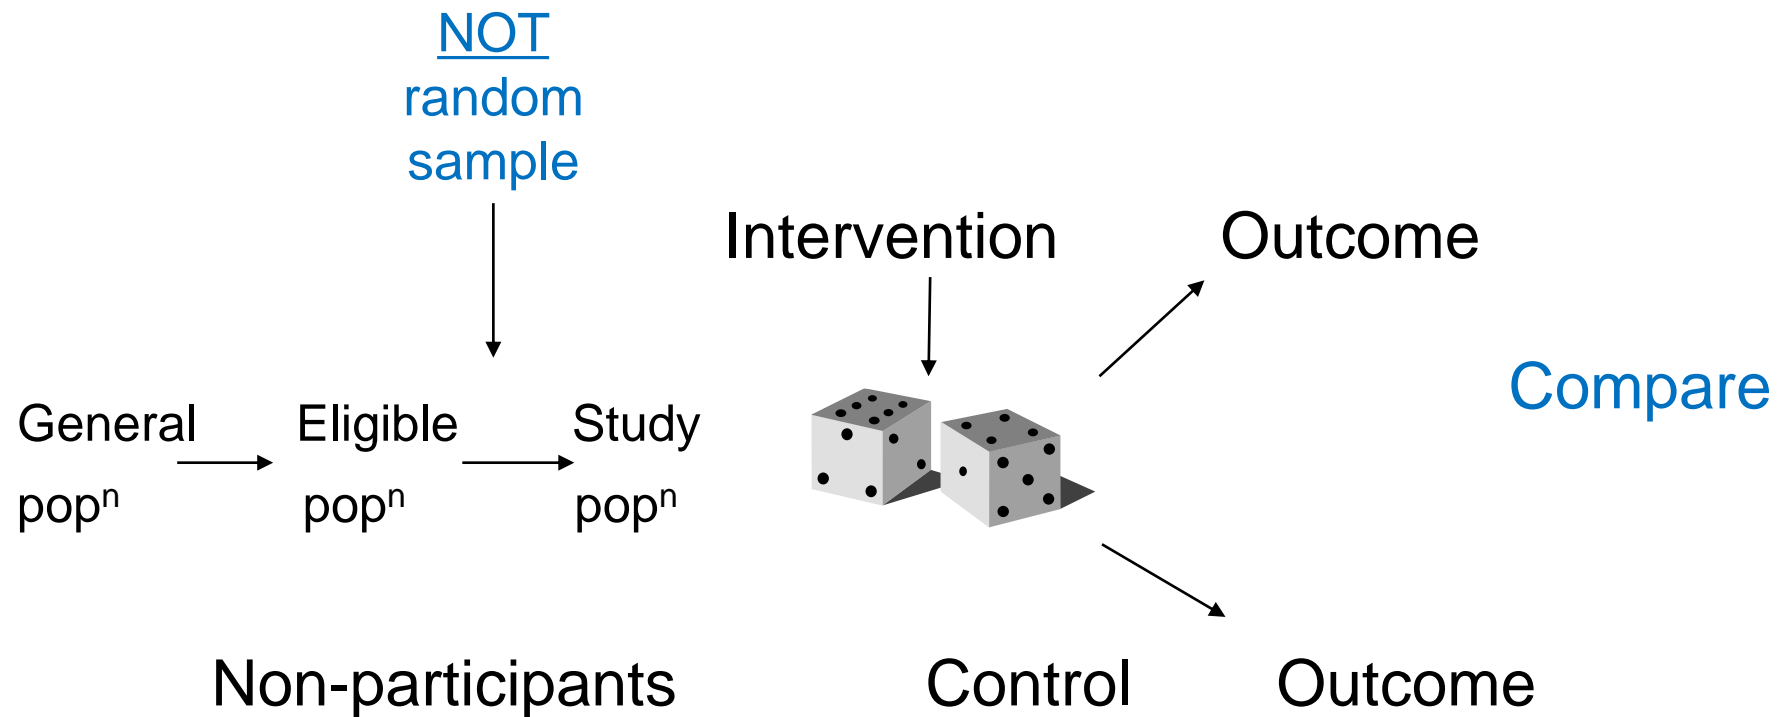 NOT
random
sample
Intervention
Outcome
Compare
General
popⁿ
Eligible
popⁿ
Study
popⁿ
Non-participants
Control
Outcome